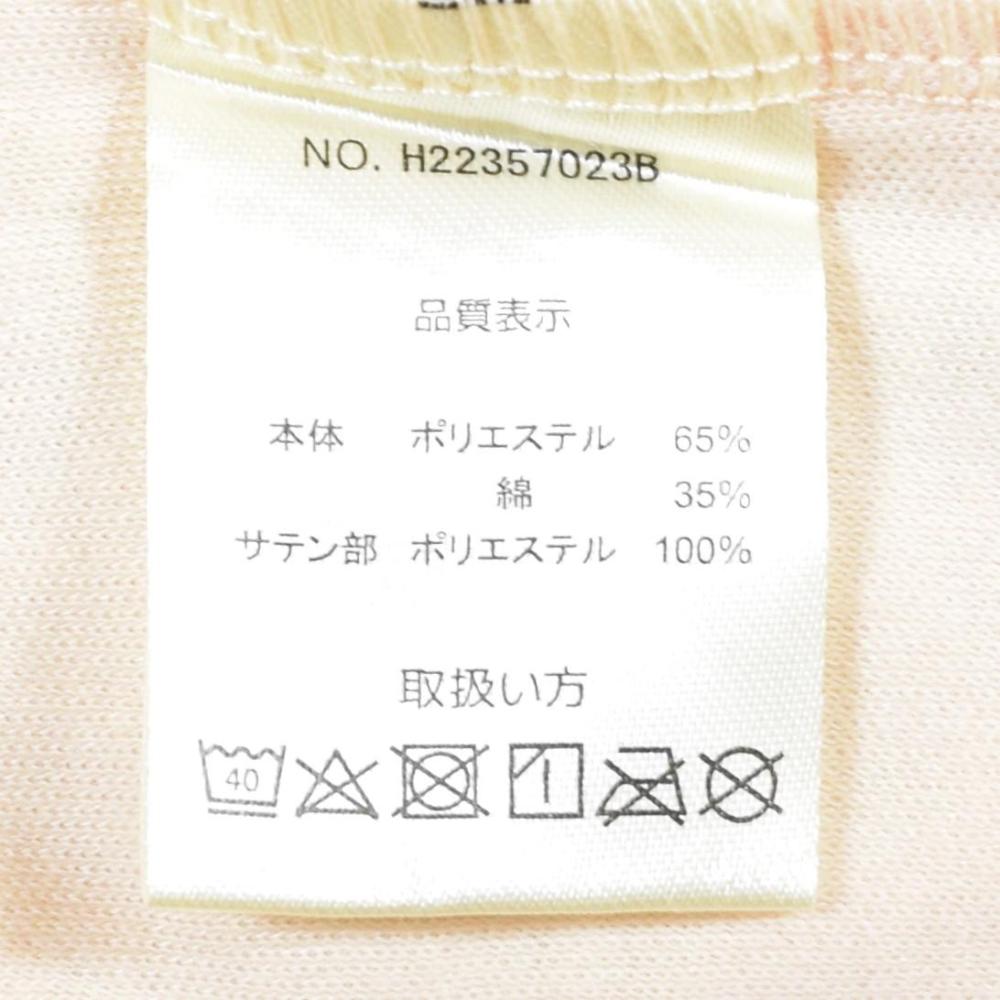 NO. H22357023B
品質表示
本体 ポリエステル 65%
綿 35%
サテン部 ポリエステル 100%
取扱い方
40